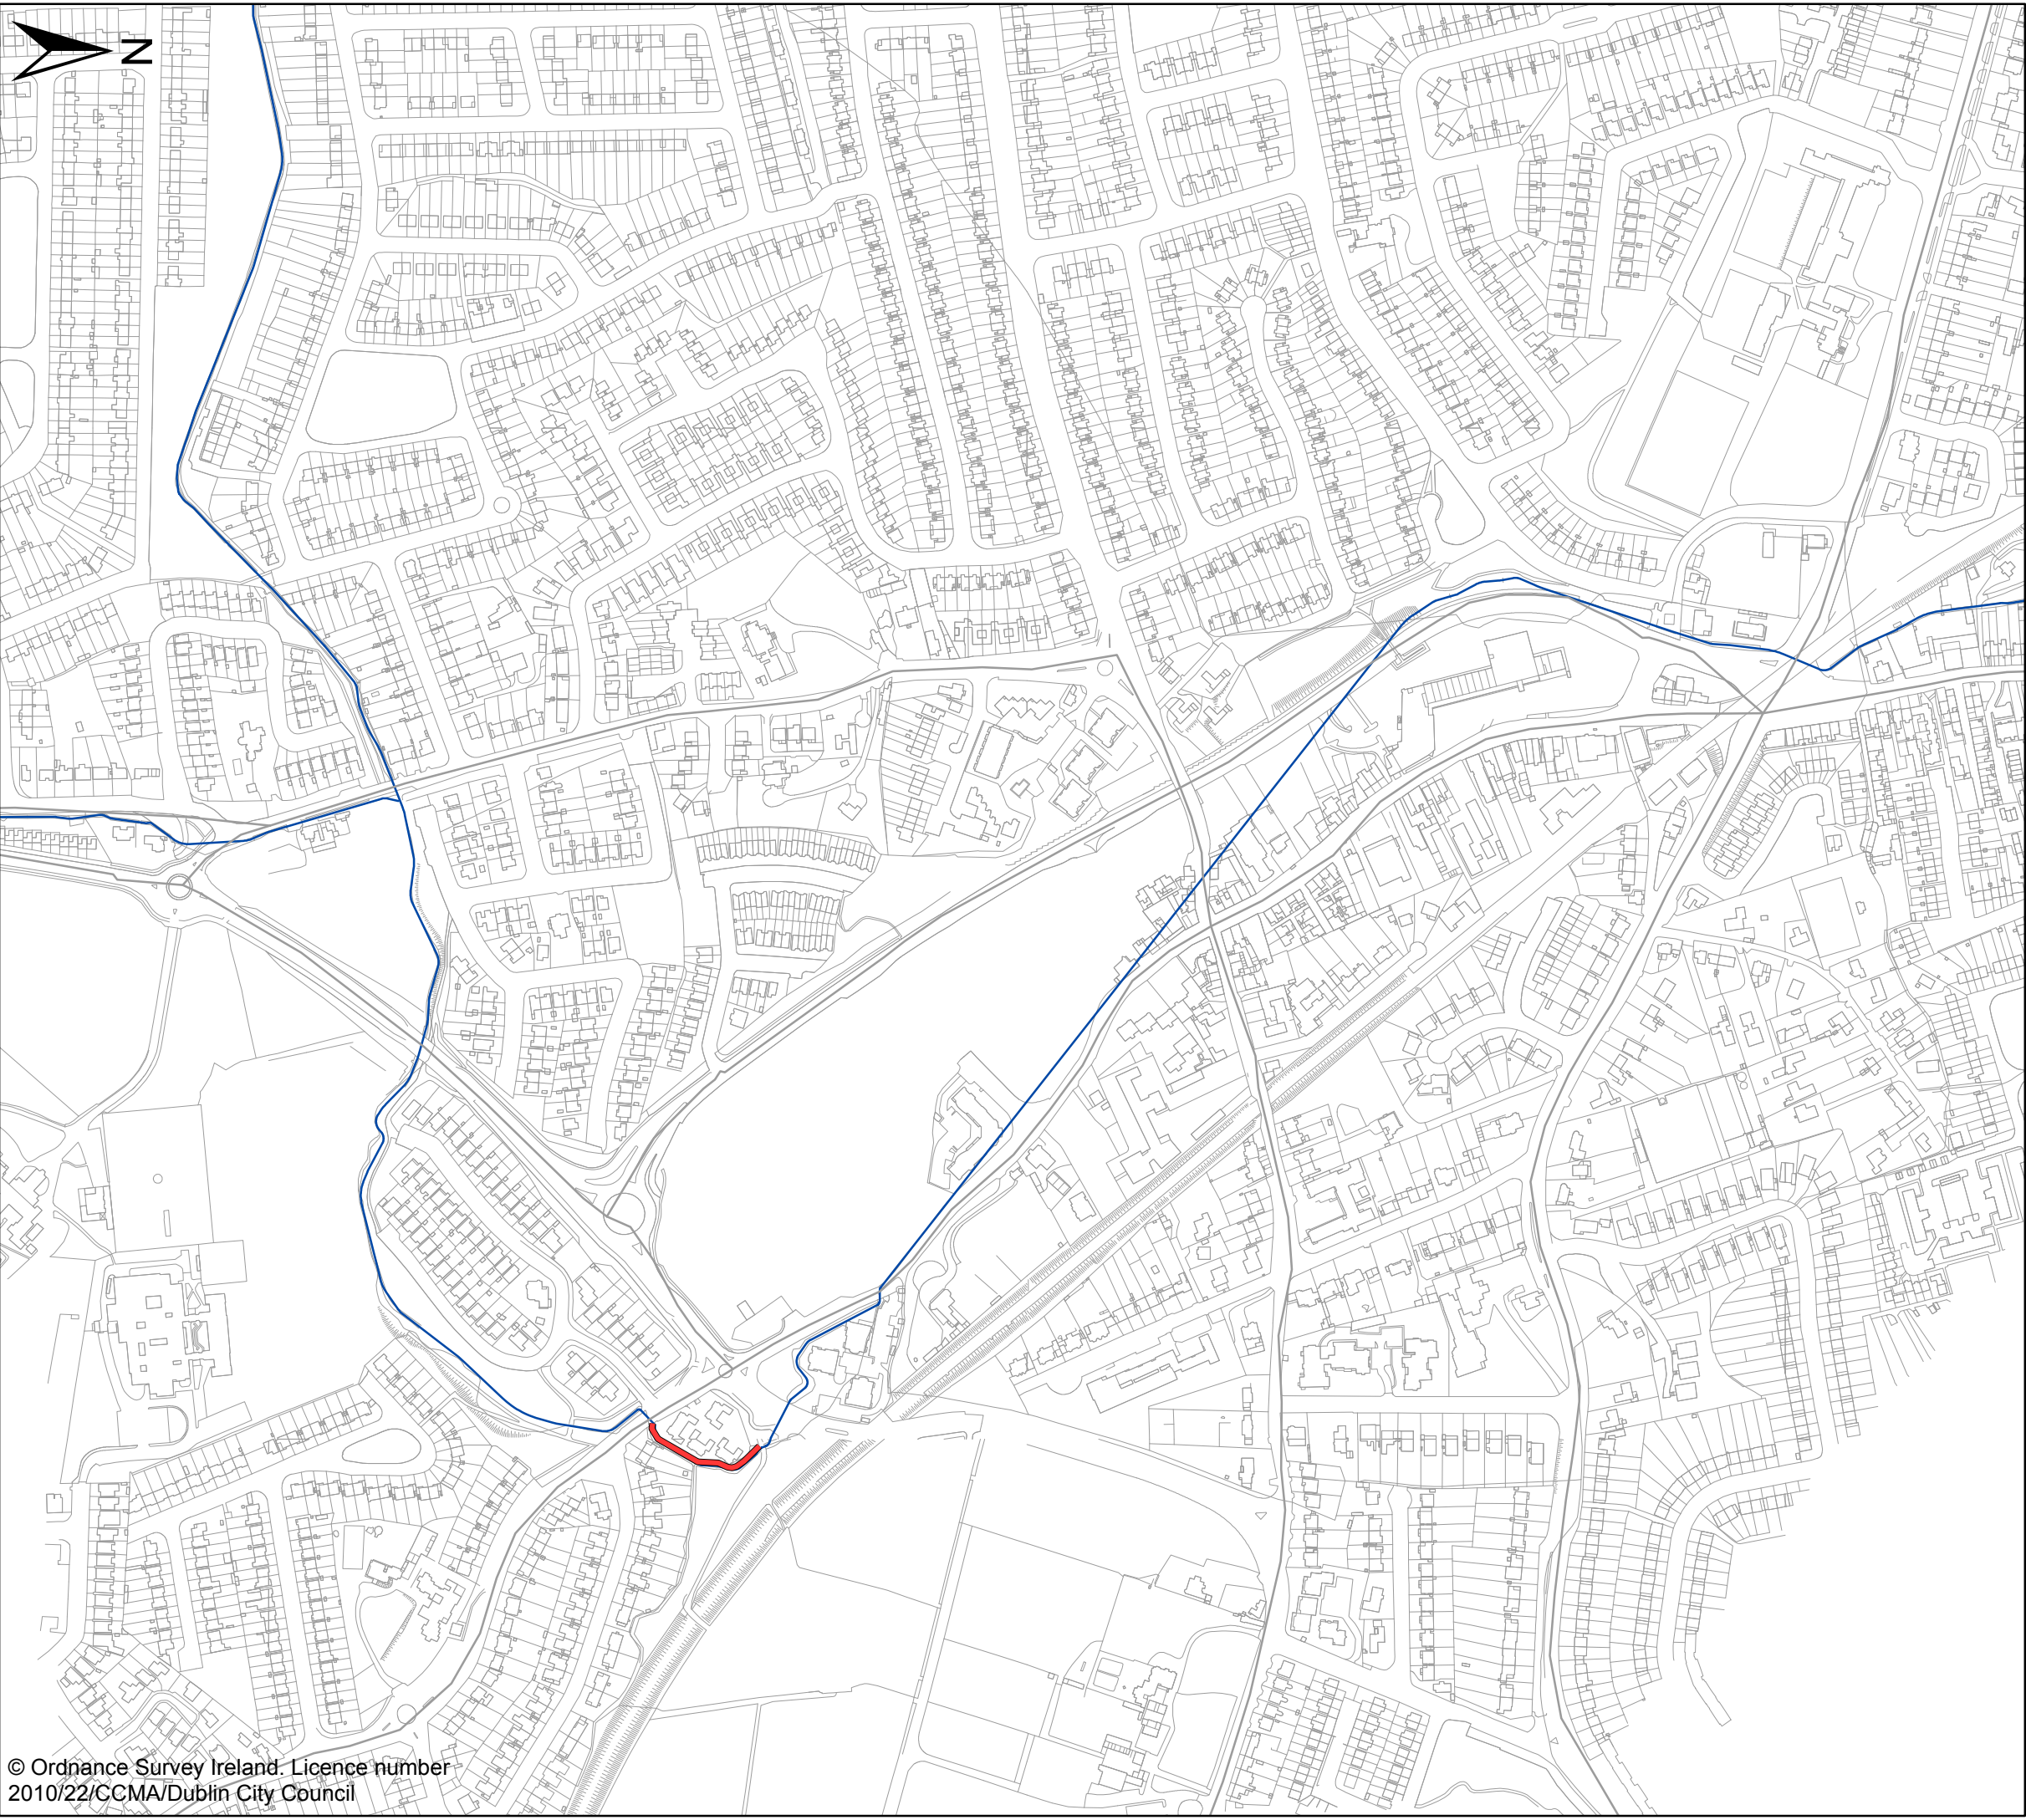 N
© Ordnance Survey Ireland. Licence number
2010/22/CCMA/Dublin City Council